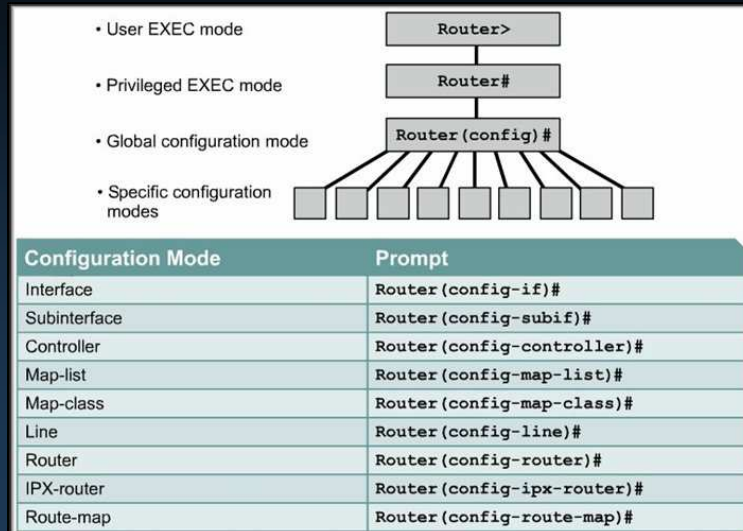 • User EXEC mode
Router>
• Privileged EXEC mode
Router#
• Global configuration mode
Router(config)#
• Specific configuration
modes
Configuration Mode Prompt
Interface Router(config-if)#
Subinterface Router(config-subif)#
Controller Router(config-controller)#
Map-list Router(config-map-list)#
Map-class Router(config-map-class)#
Line Router(config-line)#
Router Router(config-router)#
IPX-router Router(config-ipx-router)#
Route-map Router(config-route-map)#